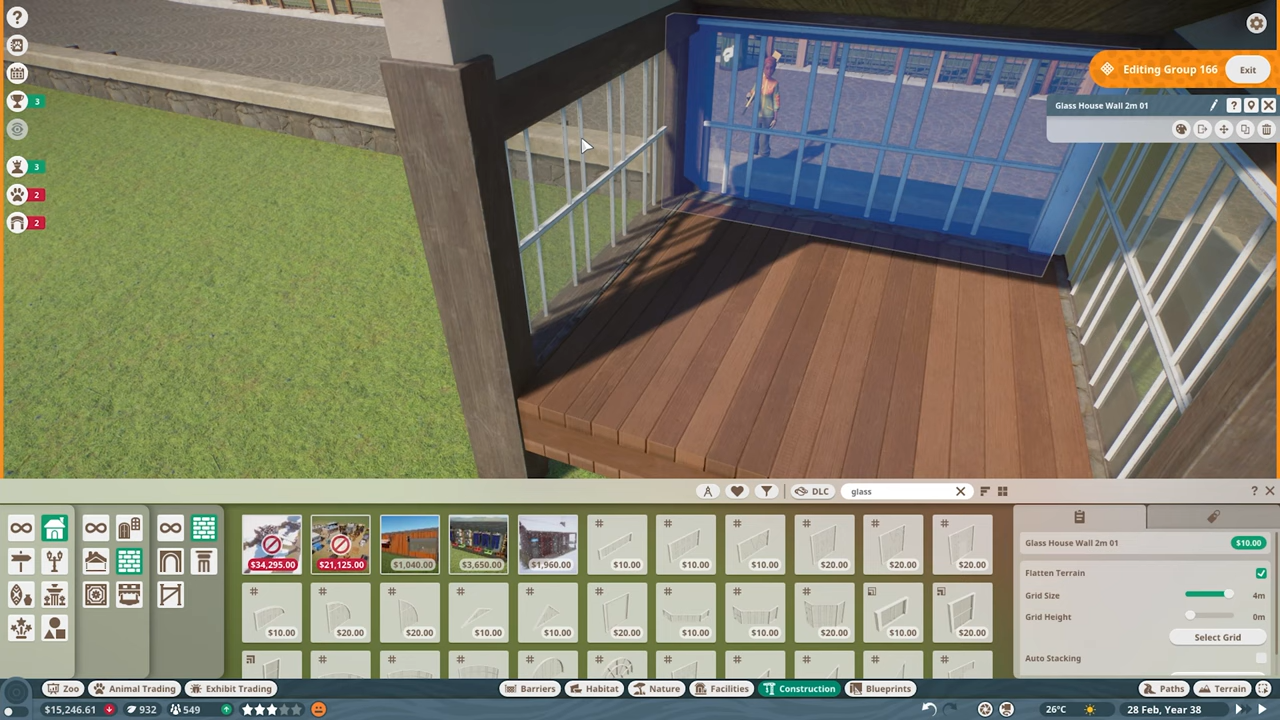 ?
3
3
2
2
Editing Group 166
Exit
Glass House Wall 2m 01
?
DLC
glass
?
$34,295.00
$21,125.00
$1,040.00
$3,650.00
$1,960.00
$10.00
$10.00
$10.00
$20.00
$20.00
$20.00
$10.00
$20.00
$20.00
$10.00
$10.00
$20.00
$10.00
$10.00
$20.00
$10.00
$20.00
Glass House Wall 2m 01
$10.00
Flatten Terrain
Grid Size
4m
Grid Height
0m
Select Grid
Auto Stacking
Zoo
Animal Trading
Exhibit Trading
Barriers
Habitat
Nature
Facilities
Construction
Blueprints
Paths
Terrain
$15,246.61
932
549
26°C
28 Feb, Year 38